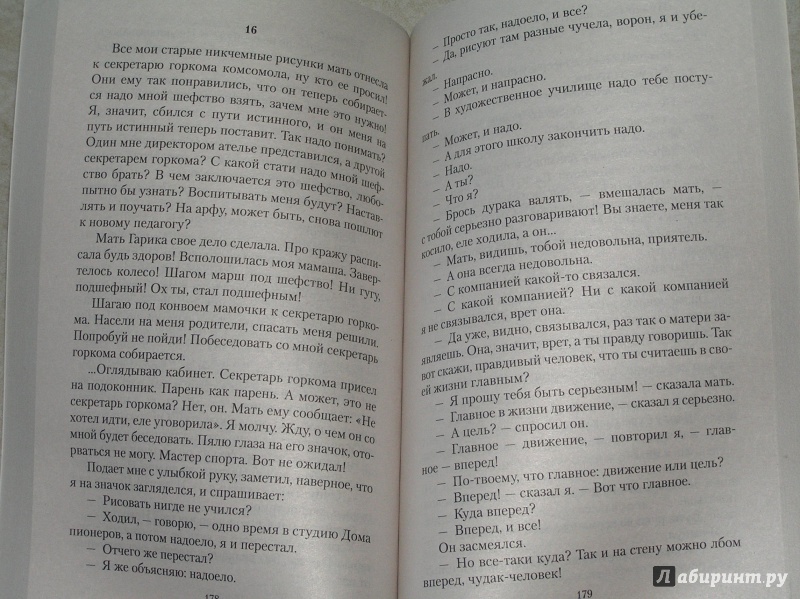 16
Все мои старые никчемные рисунки мать отнесла
к секретарю горкома комсомола, ну кто ее просил!
Они ему так понравились, что он теперь собирает-
ся надо мной шефство взять, зачем мне это нужно!
Я, значит, сбился с пути истинного, и он меня на
путь истинный теперь поставит. Так надо понимать?
Один мне директором ателье представился, а другой
секретарем горкома? С какой стати надо мной шеф-
ство брать? В чем заключается это шефство, любо-
пытно бы узнать? Воспитывать меня будут? Настав-
лять и поучать? На арфу, может быть, снова пошлют
к новому педагогу?
Мать Гарика свое дело сделала. Про кражу распи-
сала будь здоров! Всполошилась моя мамаша. Завер-
телось колесо! Шагом марш под шефство! Ни гугу,
подшефный! Ох ты, стал подшефным!
Шагаю под конвоем мамочки к секретарю горко-
ма. Насели на меня родители, спасать меня решили.
Попробуй не пойди! Побеседовать со мной секретарь
горкома собирается.
...Оглядываю кабинет. Секретарь горкома присел
на подоконник. Парень как парень. А может, это не
секретарь горкома? Нет, он. Мать ему сообщает: «Не
хотел идти, еле уговорила». Я молчу. Жду, о чем он со
мной будет беседовать. Пялю глаза на его значок, ото-
рваться не могу. Мастер спорта. Вот не ожидал!
Подает мне с улыбкой руку, заметил, наверное, что
я на значок загляделся, и спрашивает:
— Рисовать нигде не учился?
— Ходил, — говорю, — одно время в студию Дома
пионеров, а потом надоело, я и перестал.
— Отчего же перестал?
— Я же объясняю: надоело.
178
— Просто так, надоело, и все?
— Да, рисуют там разные чучела, ворон, я и убе-
жал.
— Напрасно.
— Может, и напрасно.
— В художественное училище надо тебе посту-
пать.
— Может, и надо.
— А для этого школу закончить надо.
— Надо.
— А ты?
— Что я?
— Брось дурака валять, — вмешалась мать, —
с тобой серьезно разговаривают! Вы знаете, меня так
косило, еле ходила, а он...
— Мать, видишь, тобой недовольна, приятель.
— А она всегда недовольна.
— С компанией какой-то связался.
— С какой компанией? Ни с какой компанией
я не связывался, врет она.
— Да уже, видно, связывался, раз так о матери за-
являешь. Она, значит, врет, а ты правду говоришь. Так
вот скажи, правдивый человек, что ты считаешь в сво-
ей жизни главным?
— Я прошу тебя быть серьезным! — сказала мать.
— Главное в жизни движение, — сказал я серьезно.
— А цель? — спросил он.
— Главное — движение, — повторил я, — глав-
ное — вперед!
— По-твоему, что главное: движение или цель?
— Вперед! — сказал я. — Вот что главное.
— Куда вперед?
— Вперед, и все!
Он засмеялся.
— Но все-таки куда? Так и на стену можно лбом
вперед, чудак-человек!
179
Лабиринт.ру